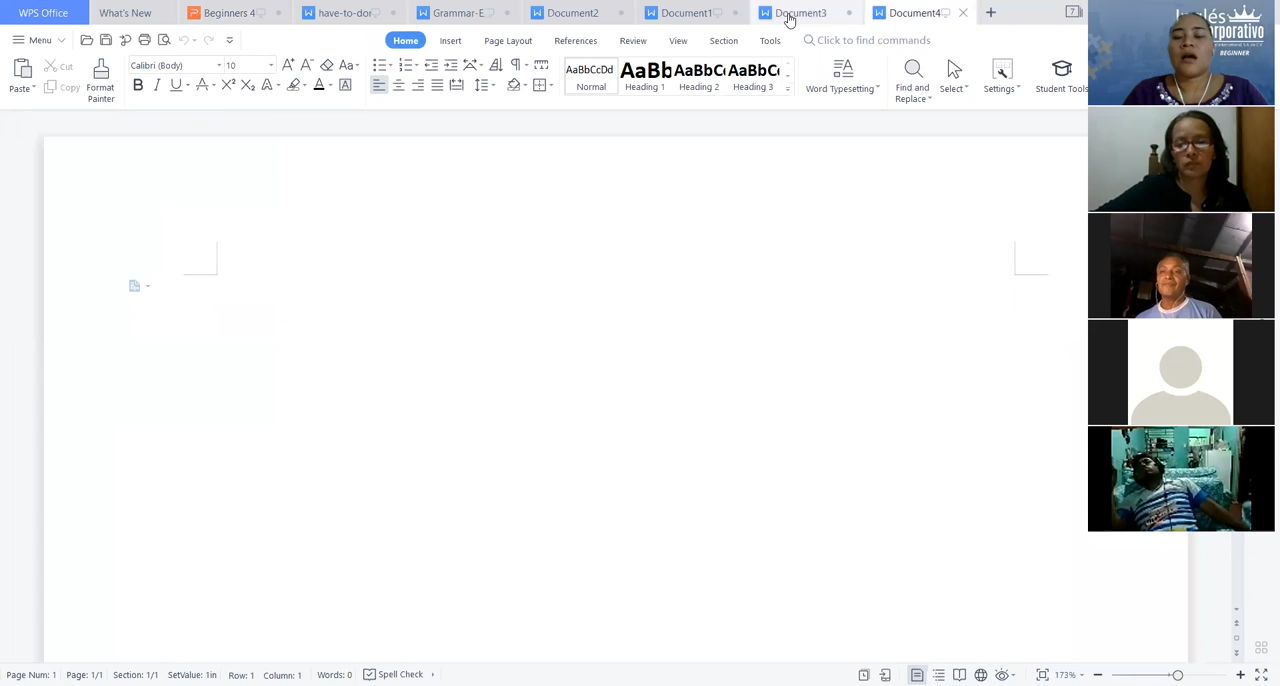 WPS Office What's New Beginners 4 have-to-don Grammar-E Document2 Document1 Document3 Document4 7
Menu Home Insert Page Layout References Review View Section Tools Click to find commands
Paste Cut Copy Format Painter Calibri (Body) 10 AaBbCcDd Normal AaBb Heading 1 AaBbC Heading 2 AaBbC Heading 3 Word Typesetting Find and Replace Select Settings Student Tools
Inglés
Corporativo
BEGINNER
Page Num: 1 Page: 1/1 Section: 1/1 SetValue: 1in Row: 1 Column: 1 Words: 0 Spell Check 173%